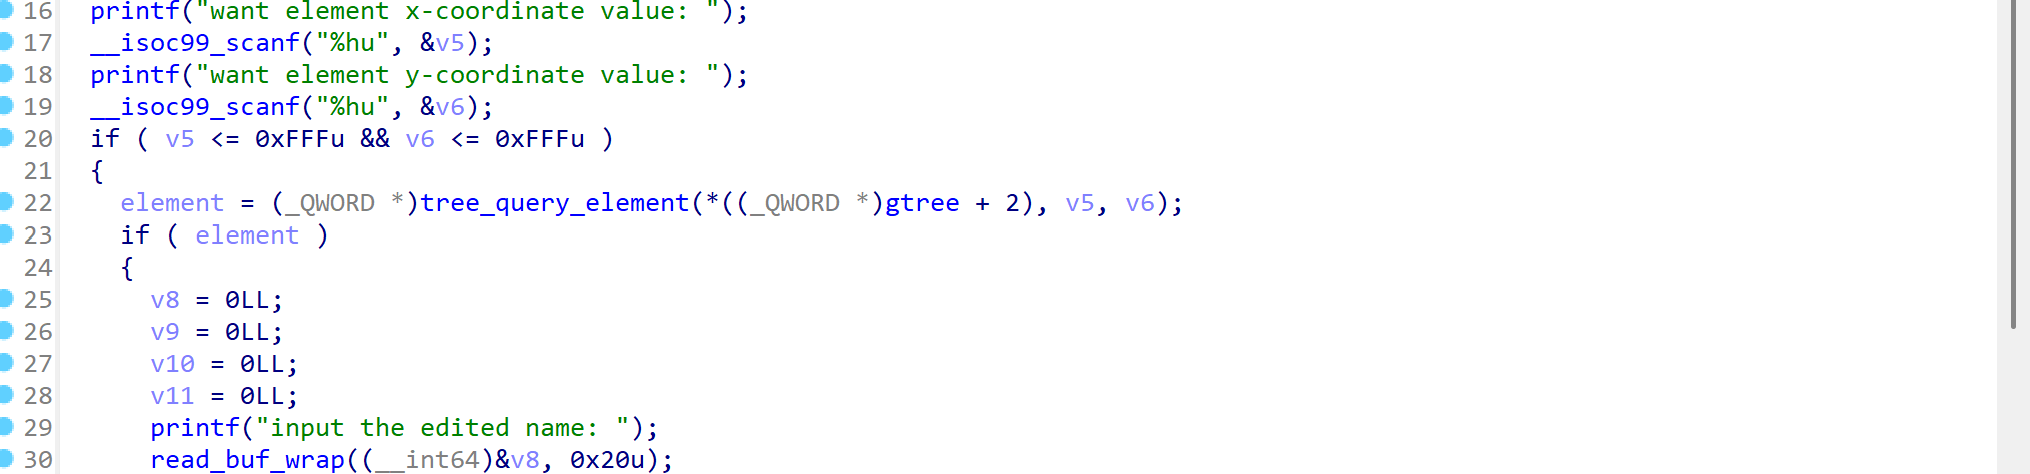 16 printf("want element x-coordinate value: ");
17 __isoc99_scanf("%hu", &v5);
18 printf("want element y-coordinate value: ");
19 __isoc99_scanf("%hu", &v6);
20 if ( v5 <= 0xFFFu && v6 <= 0xFFFu )
21 {
22 element = (_QWORD *)tree_query_element(*((_QWORD *)gtree + 2), v5, v6);
23 if ( element )
24 {
25 v8 = 0LL;
26 v9 = 0LL;
27 v10 = 0LL;
28 v11 = 0LL;
29 printf("input the edited name: ");
30 read_buf_wrap((__int64)&v8, 0x20u);